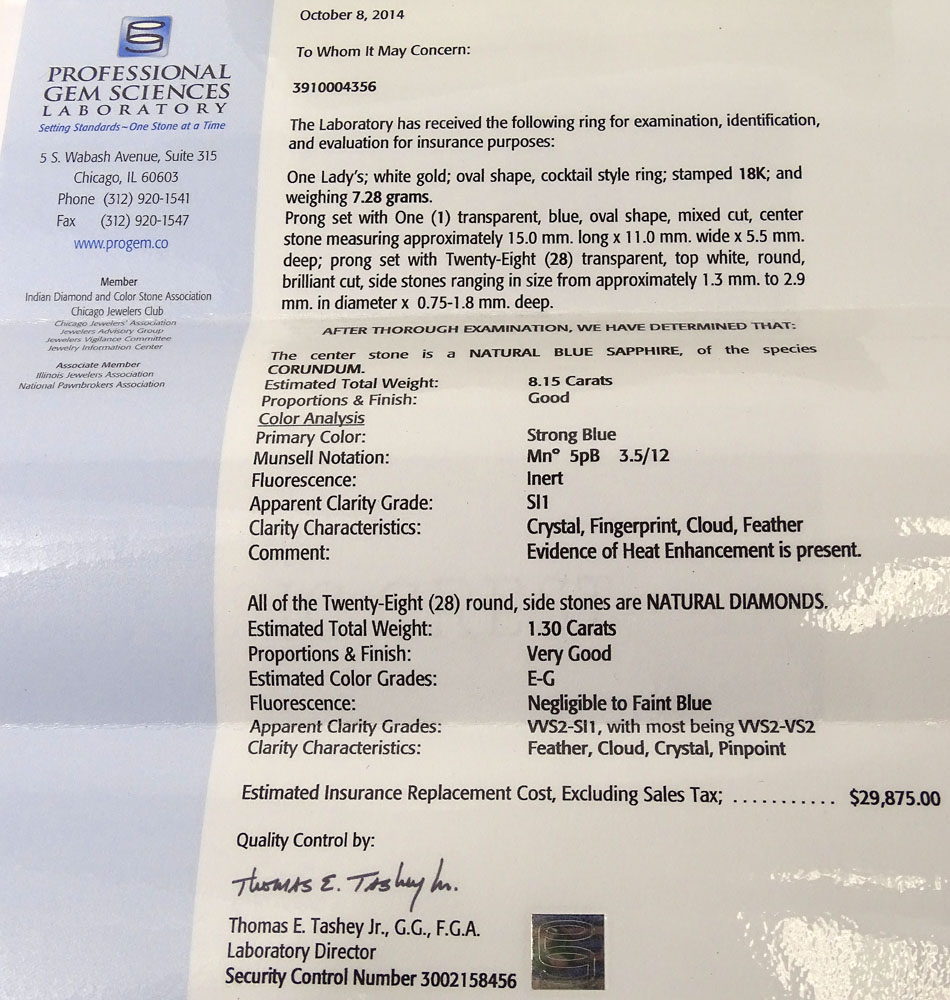 PROFESSIONAL
GEM SCIENCES
LABORATORY
Setting Standards~One Stone at a Time
5 S. Wabash Avenue, Suite 315
Chicago, IL 60603
Phone (312) 920-1541
Fax (312) 920-1547
www.progem.co
Member
Indian Diamond and Color Stone Association
Chicago Jewelers Club
Chicago Jewelers' Association
Jewelers Advisory Group
Jewelers Vigilance Committee
Jewelry Information Center
Associate Member
Illinois Jewelers Association
National Pawnbrokers Association
October 8, 2014
To Whom It May Concern:
3910004356
The Laboratory has received the following ring for examination, identification,
and evaluation for insurance purposes:
One Lady's; white gold; oval shape, cocktail style ring; stamped 18K; and
weighing 7.28 grams.
Prong set with One (1) transparent, blue, oval shape, mixed cut, center
stone measuring approximately 15.0 mm. long x 11.0 mm. wide x 5.5 mm.
deep; prong set with Twenty-Eight (28) transparent, top white, round,
brilliant cut, side stones ranging in size from approximately 1.3 mm. to 2.9
mm. in diameter x 0.75-1.8 mm. deep.
AFTER THOROUGH EXAMINATION, WE HAVE DETERMINED THAT:
The center stone is a NATURAL BLUE SAPPHIRE, of the species
CORUNDUM.
Estimated Total Weight: 8.15 Carats
Proportions & Finish: Good
Color Analysis
Primary Color: Strong Blue
Munsell Notation: Mn° 5pB 3.5/12
Fluorescence: Inert
Apparent Clarity Grade: SI1
Clarity Characteristics: Crystal, Fingerprint, Cloud, Feather
Comment: Evidence of Heat Enhancement is present.
All of the Twenty-Eight (28) round, side stones are NATURAL DIAMONDS.
Estimated Total Weight: 1.30 Carats
Proportions & Finish: Very Good
Estimated Color Grades: E-G
Fluorescence: Negligible to Faint Blue
Apparent Clarity Grades: VVS2-SI1, with most being VVS2-VS2
Clarity Characteristics: Feather, Cloud, Crystal, Pinpoint
Estimated Insurance Replacement Cost, Excluding Sales Tax; ........... $29,875.00
Quality Control by:
Thomas E. Tashey Jr.
Thomas E. Tashey Jr., G.G., F.G.A.
Laboratory Director
Security Control Number 3002158456